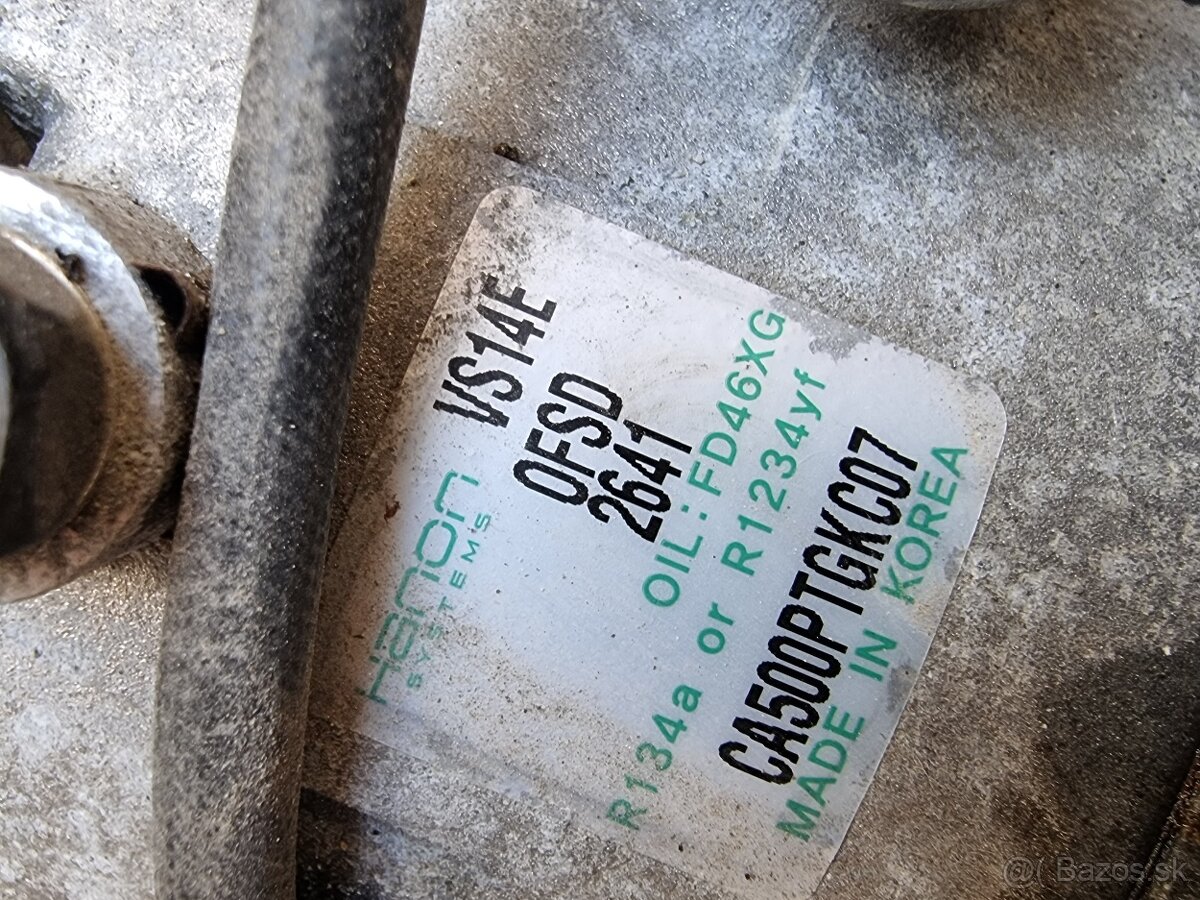 Hanon
SYSTEMS
VS14E
0FSD
2641
OIL: FD46XG
R134a or R1234yf
CA500PTGKC07
MADE IN KOREA
@( Bazos.sk